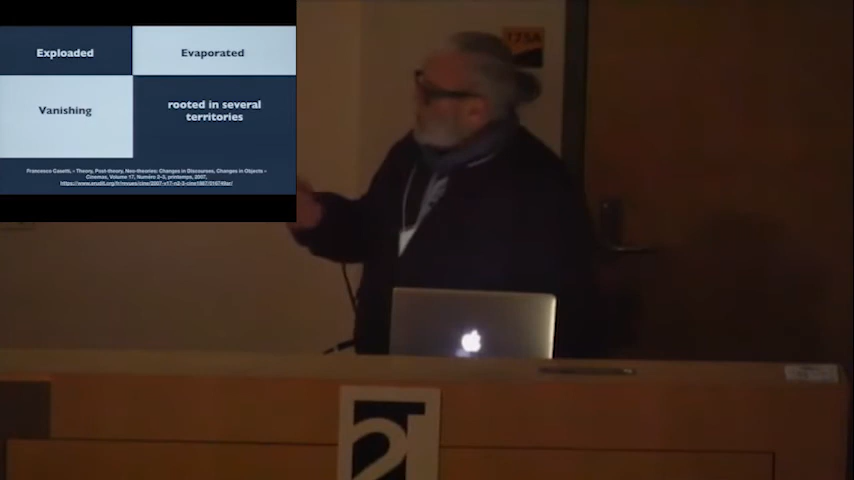 Exploaded
Evaporated
Vanishing
rooted in several
territories
Francesco Casetti, « Theory, Post-theory, Neo-theories: Changes in Discourses, Changes in Objects »
Cinémas, Volume 17, Numéro 2–3, printemps, 2007,
173A